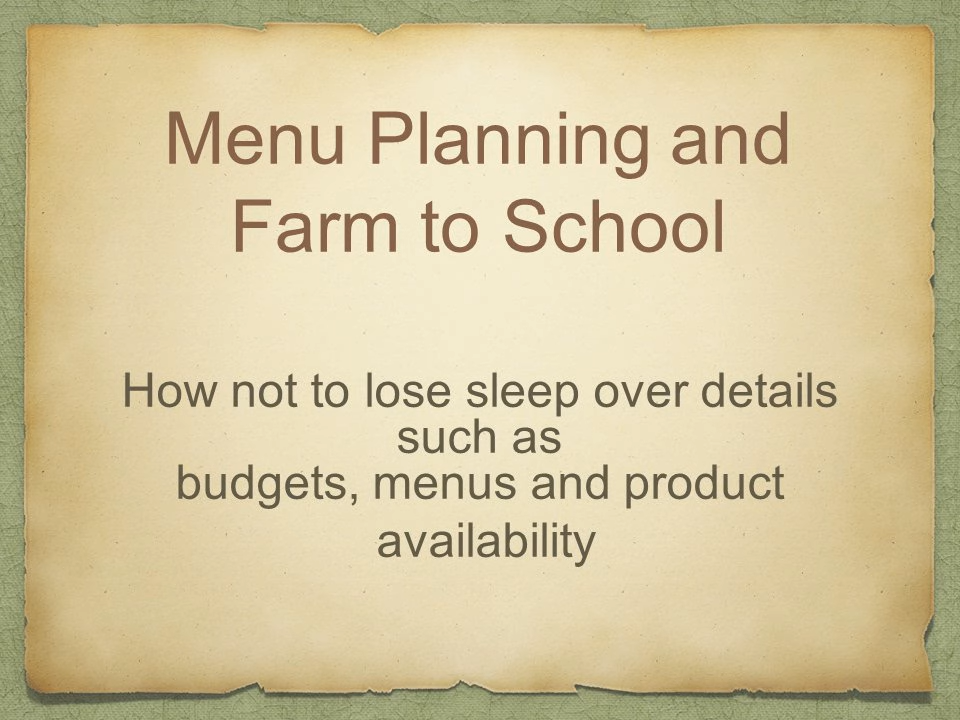 Menu Planning and
Farm to School
How not to lose sleep over details
such as
budgets, menus and product
availability